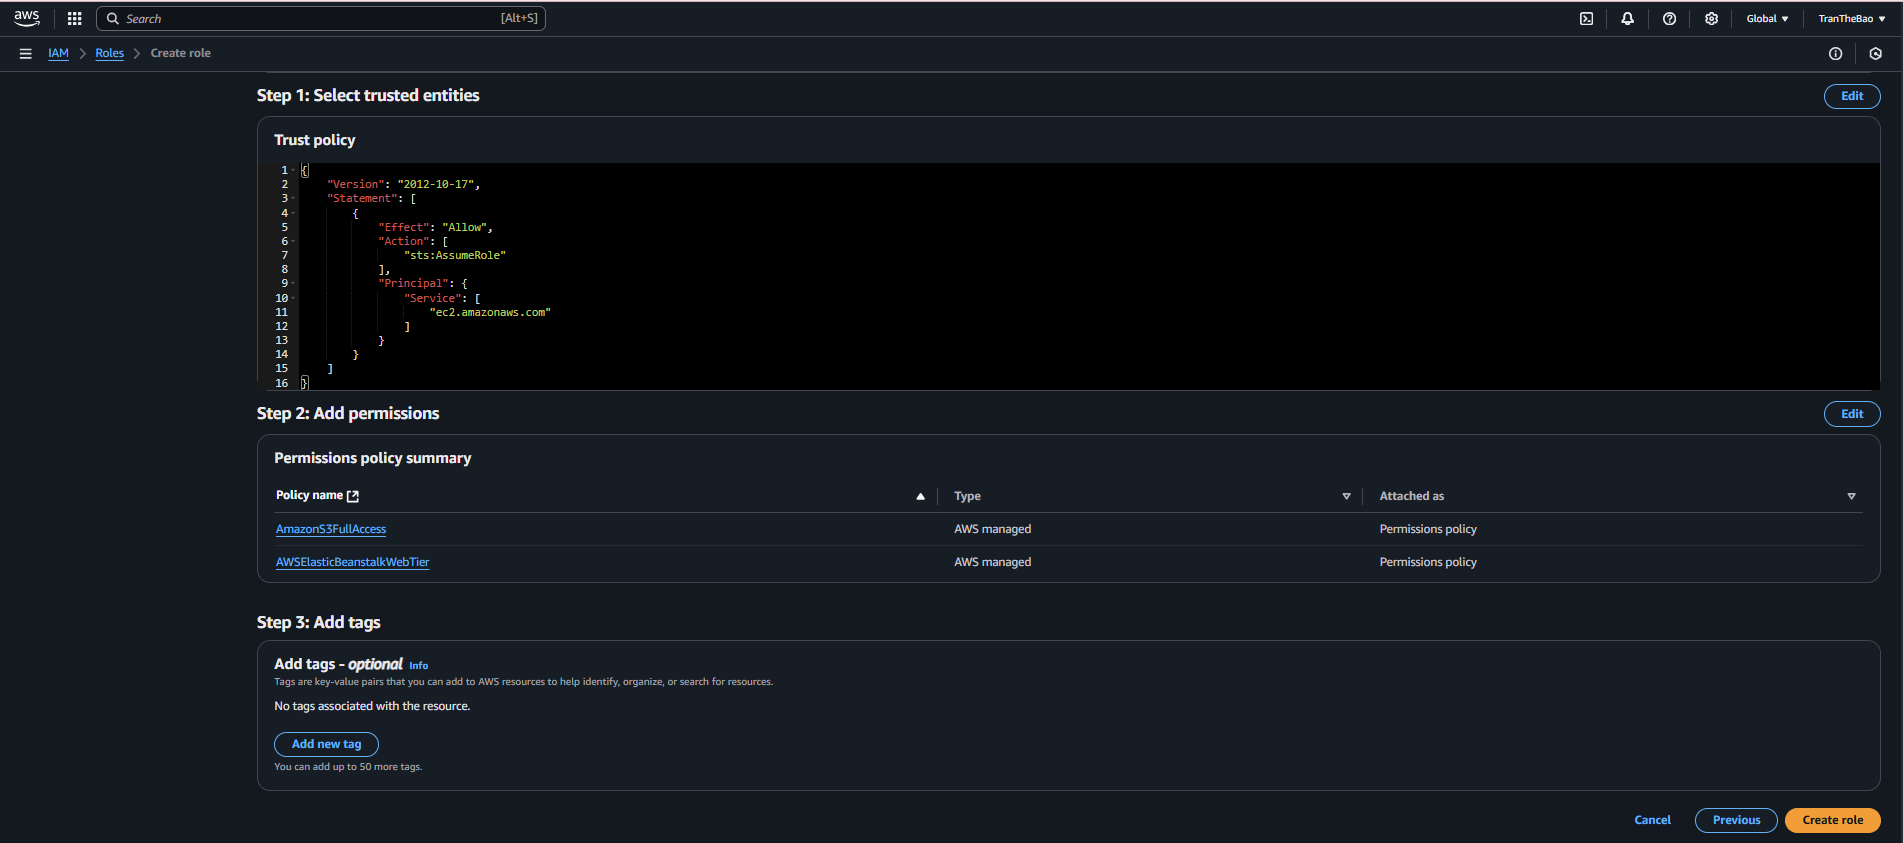 aws
Search [Alt+S] Global TranTheBao
IAM Roles Create role
Step 1: Select trusted entities Edit
Trust policy
1 {
2 "Version": "2012-10-17",
3 "Statement": [
4 {
5 "Effect": "Allow",
6 "Action": [
7 "sts:AssumeRole"
8 ],
9 "Principal": {
10 "Service": [
11 "ec2.amazonaws.com"
12 ]
13 }
14 }
15 ]
16 }
Step 2: Add permissions Edit
Permissions policy summary
Policy name Type Attached as
AmazonS3FullAccess AWS managed Permissions policy
AWSElasticBeanstalkWebTier AWS managed Permissions policy
Step 3: Add tags
Add tags - optional Info
Tags are key-value pairs that you can add to AWS resources to help identify, organize, or search for resources.
No tags associated with the resource.
Add new tag
You can add up to 50 more tags.
Cancel Previous Create role